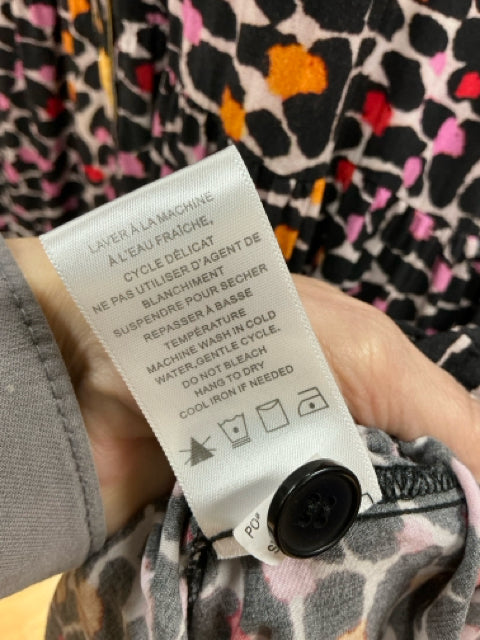 LAVER À LA MACHINE
À L'EAU FRAÎCHE,
CYCLE DÉLICAT
NE PAS UTILISER D'AGENT DE
BLANCHIMENT
SUSPENDRE POUR SECHER
REPASSER À BASSE
TEMPÉRATURE
MACHINE WASH IN COLD
WATER,GENTLE CYCLE.
DO NOT BLEACH
HANG TO DRY
COOL IRON IF NEEDED